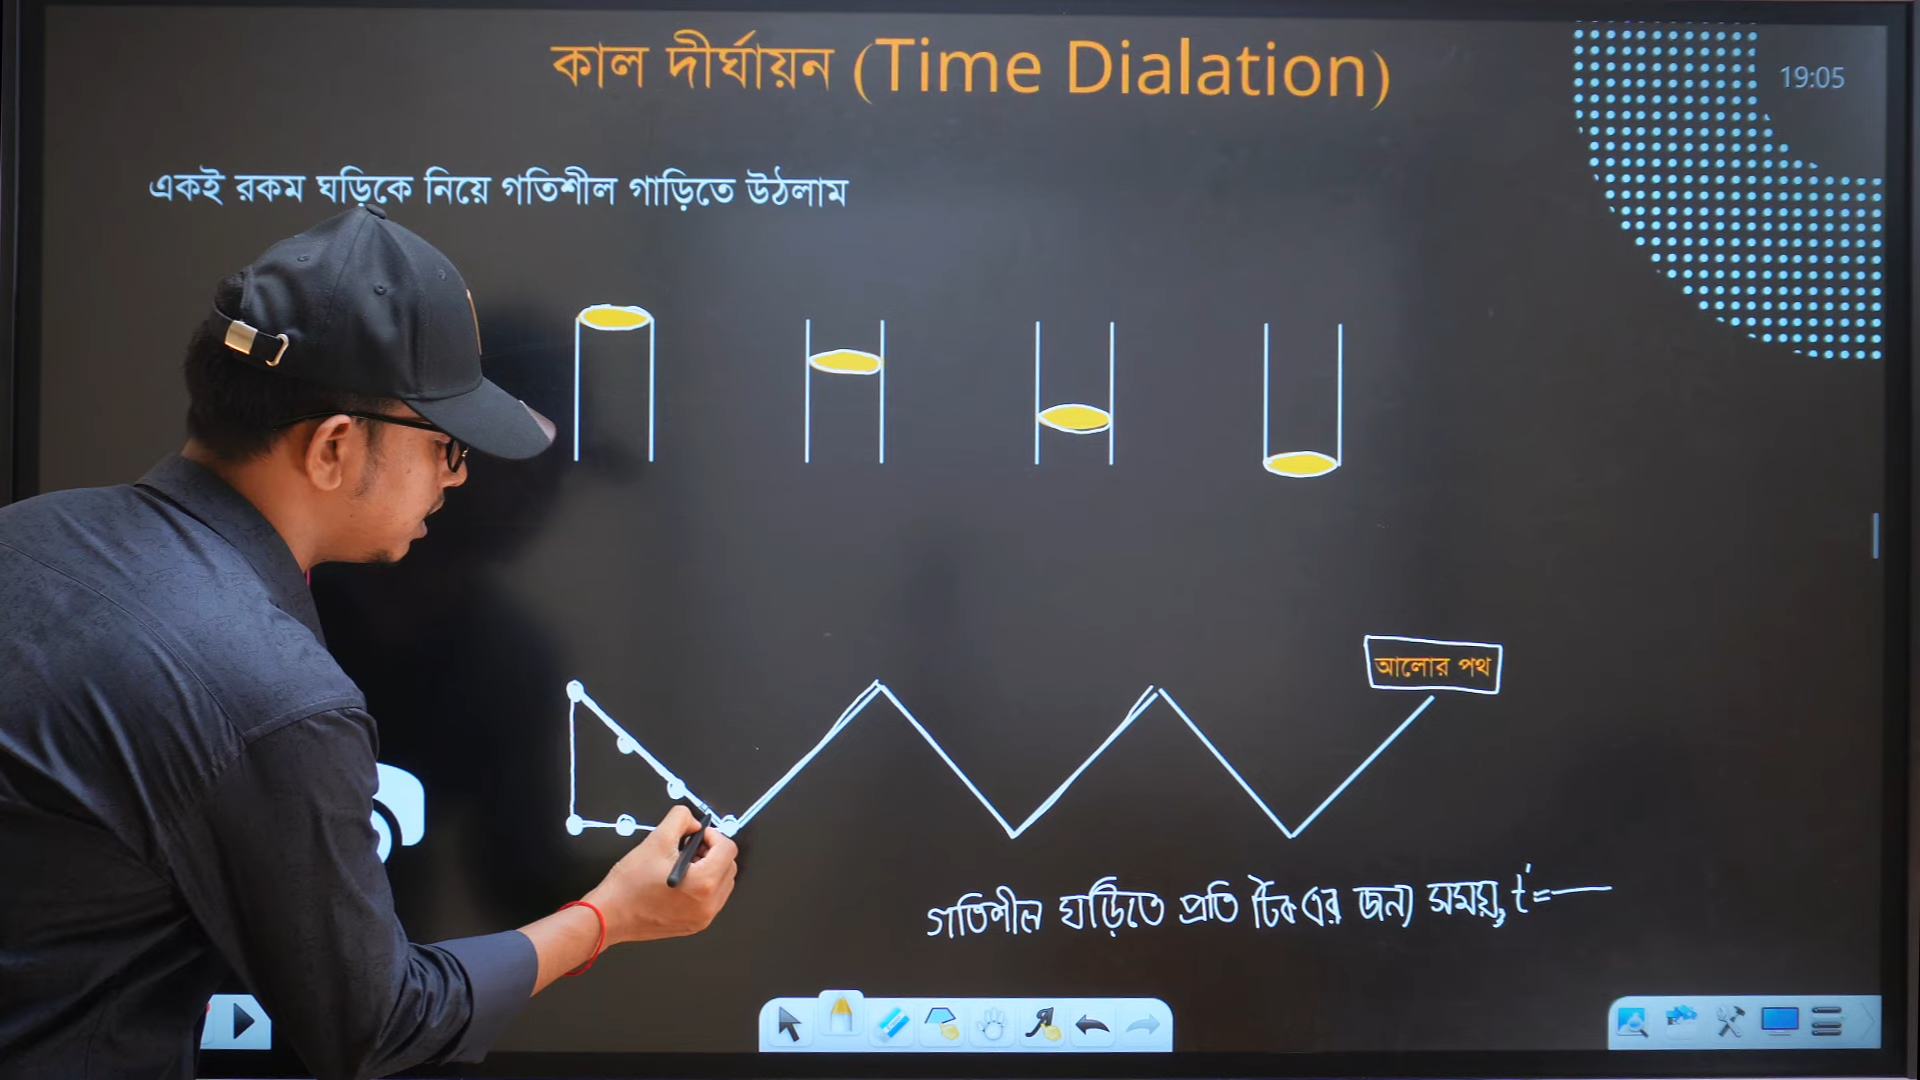 কাল দীর্ঘায়ন (Time Dialation)
19:05
একই রকম ঘড়িকে নিয়ে গতিশীল গাড়িতে উঠলাম
আলোর পথ
গতিশীল ঘড়িতে প্রতি টিক এর জন্য সময়, t'=